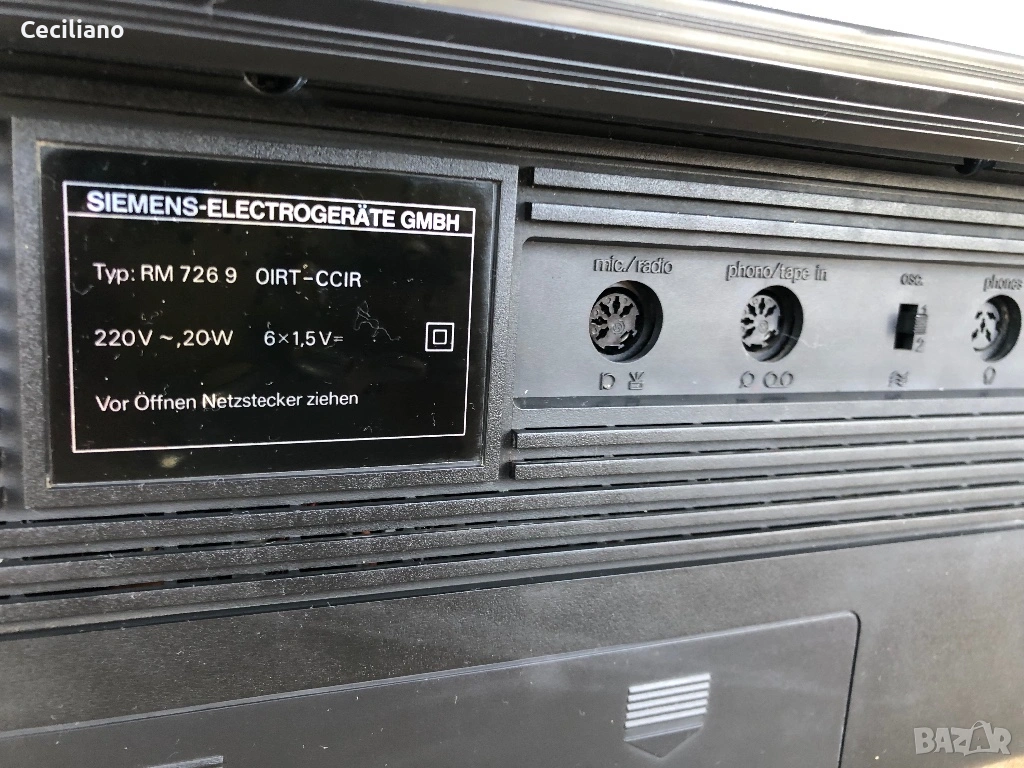 Ceciliano
SIEMENS-ELECTROGERÄTE GMBH
Typ: RM 726 9 OIRT-CCIR
220V ~, 20W 6×1,5V=
Vor Öffnen Netzstecker ziehen
mic./radio
phono/tape in
osc.
phones
1
2
BAZAR